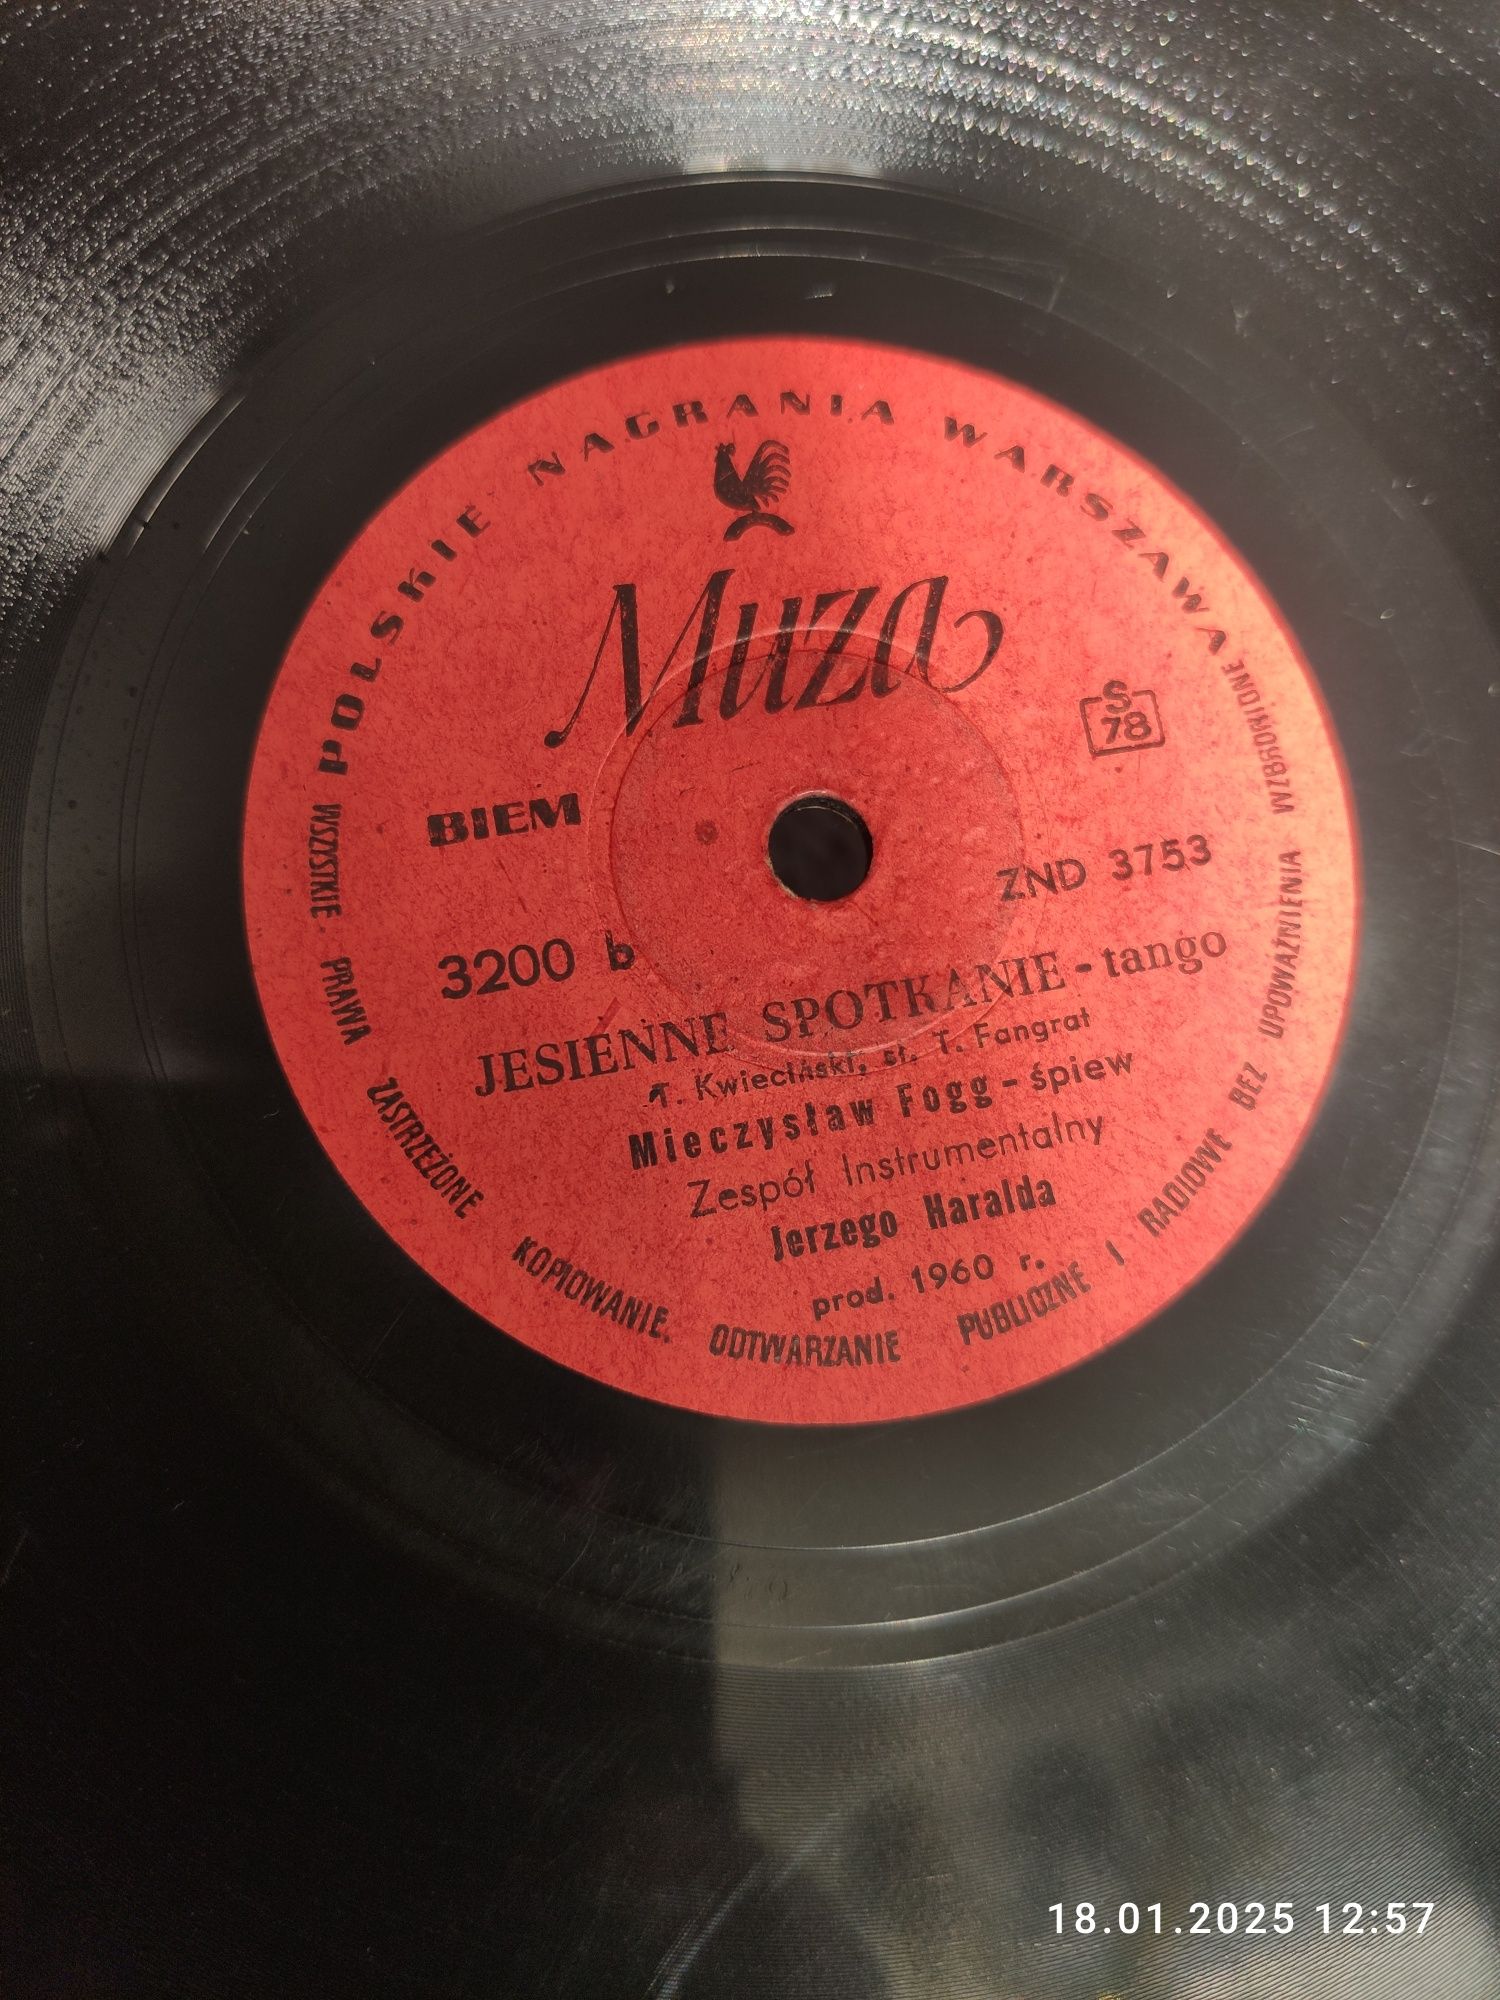 POLSKIE NAGRANIA WARSZAWA
Muza
S
78
BIEM
ZND 3753
3200 b
JESIENNE SPOTKANIE - tango
T. Kwieciński, sł. T. Fangrat
Mieczysław Fogg - śpiew
Zespół Instrumentalny
Jerzego Haralda
prod. 1960 r.
WSZYSTKIE PRAWA ZASTRZEŻONE KOPIOWANIE, ODTWARZANIE PUBLICZNE I RADIOWE BEZ UPOWAŻNIENIA WZBRONIONE
18.01.2025 12:57